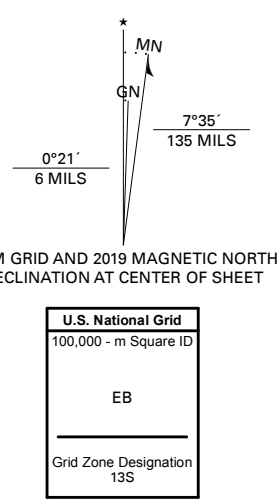 ★
MN
GN
7°35´
135 MILS
0°21´
6 MILS
M GRID AND 2019 MAGNETIC NORTH
ECLINATION AT CENTER OF SHEET
U.S. National Grid
100,000 - m Square ID
EB
Grid Zone Designation
13S